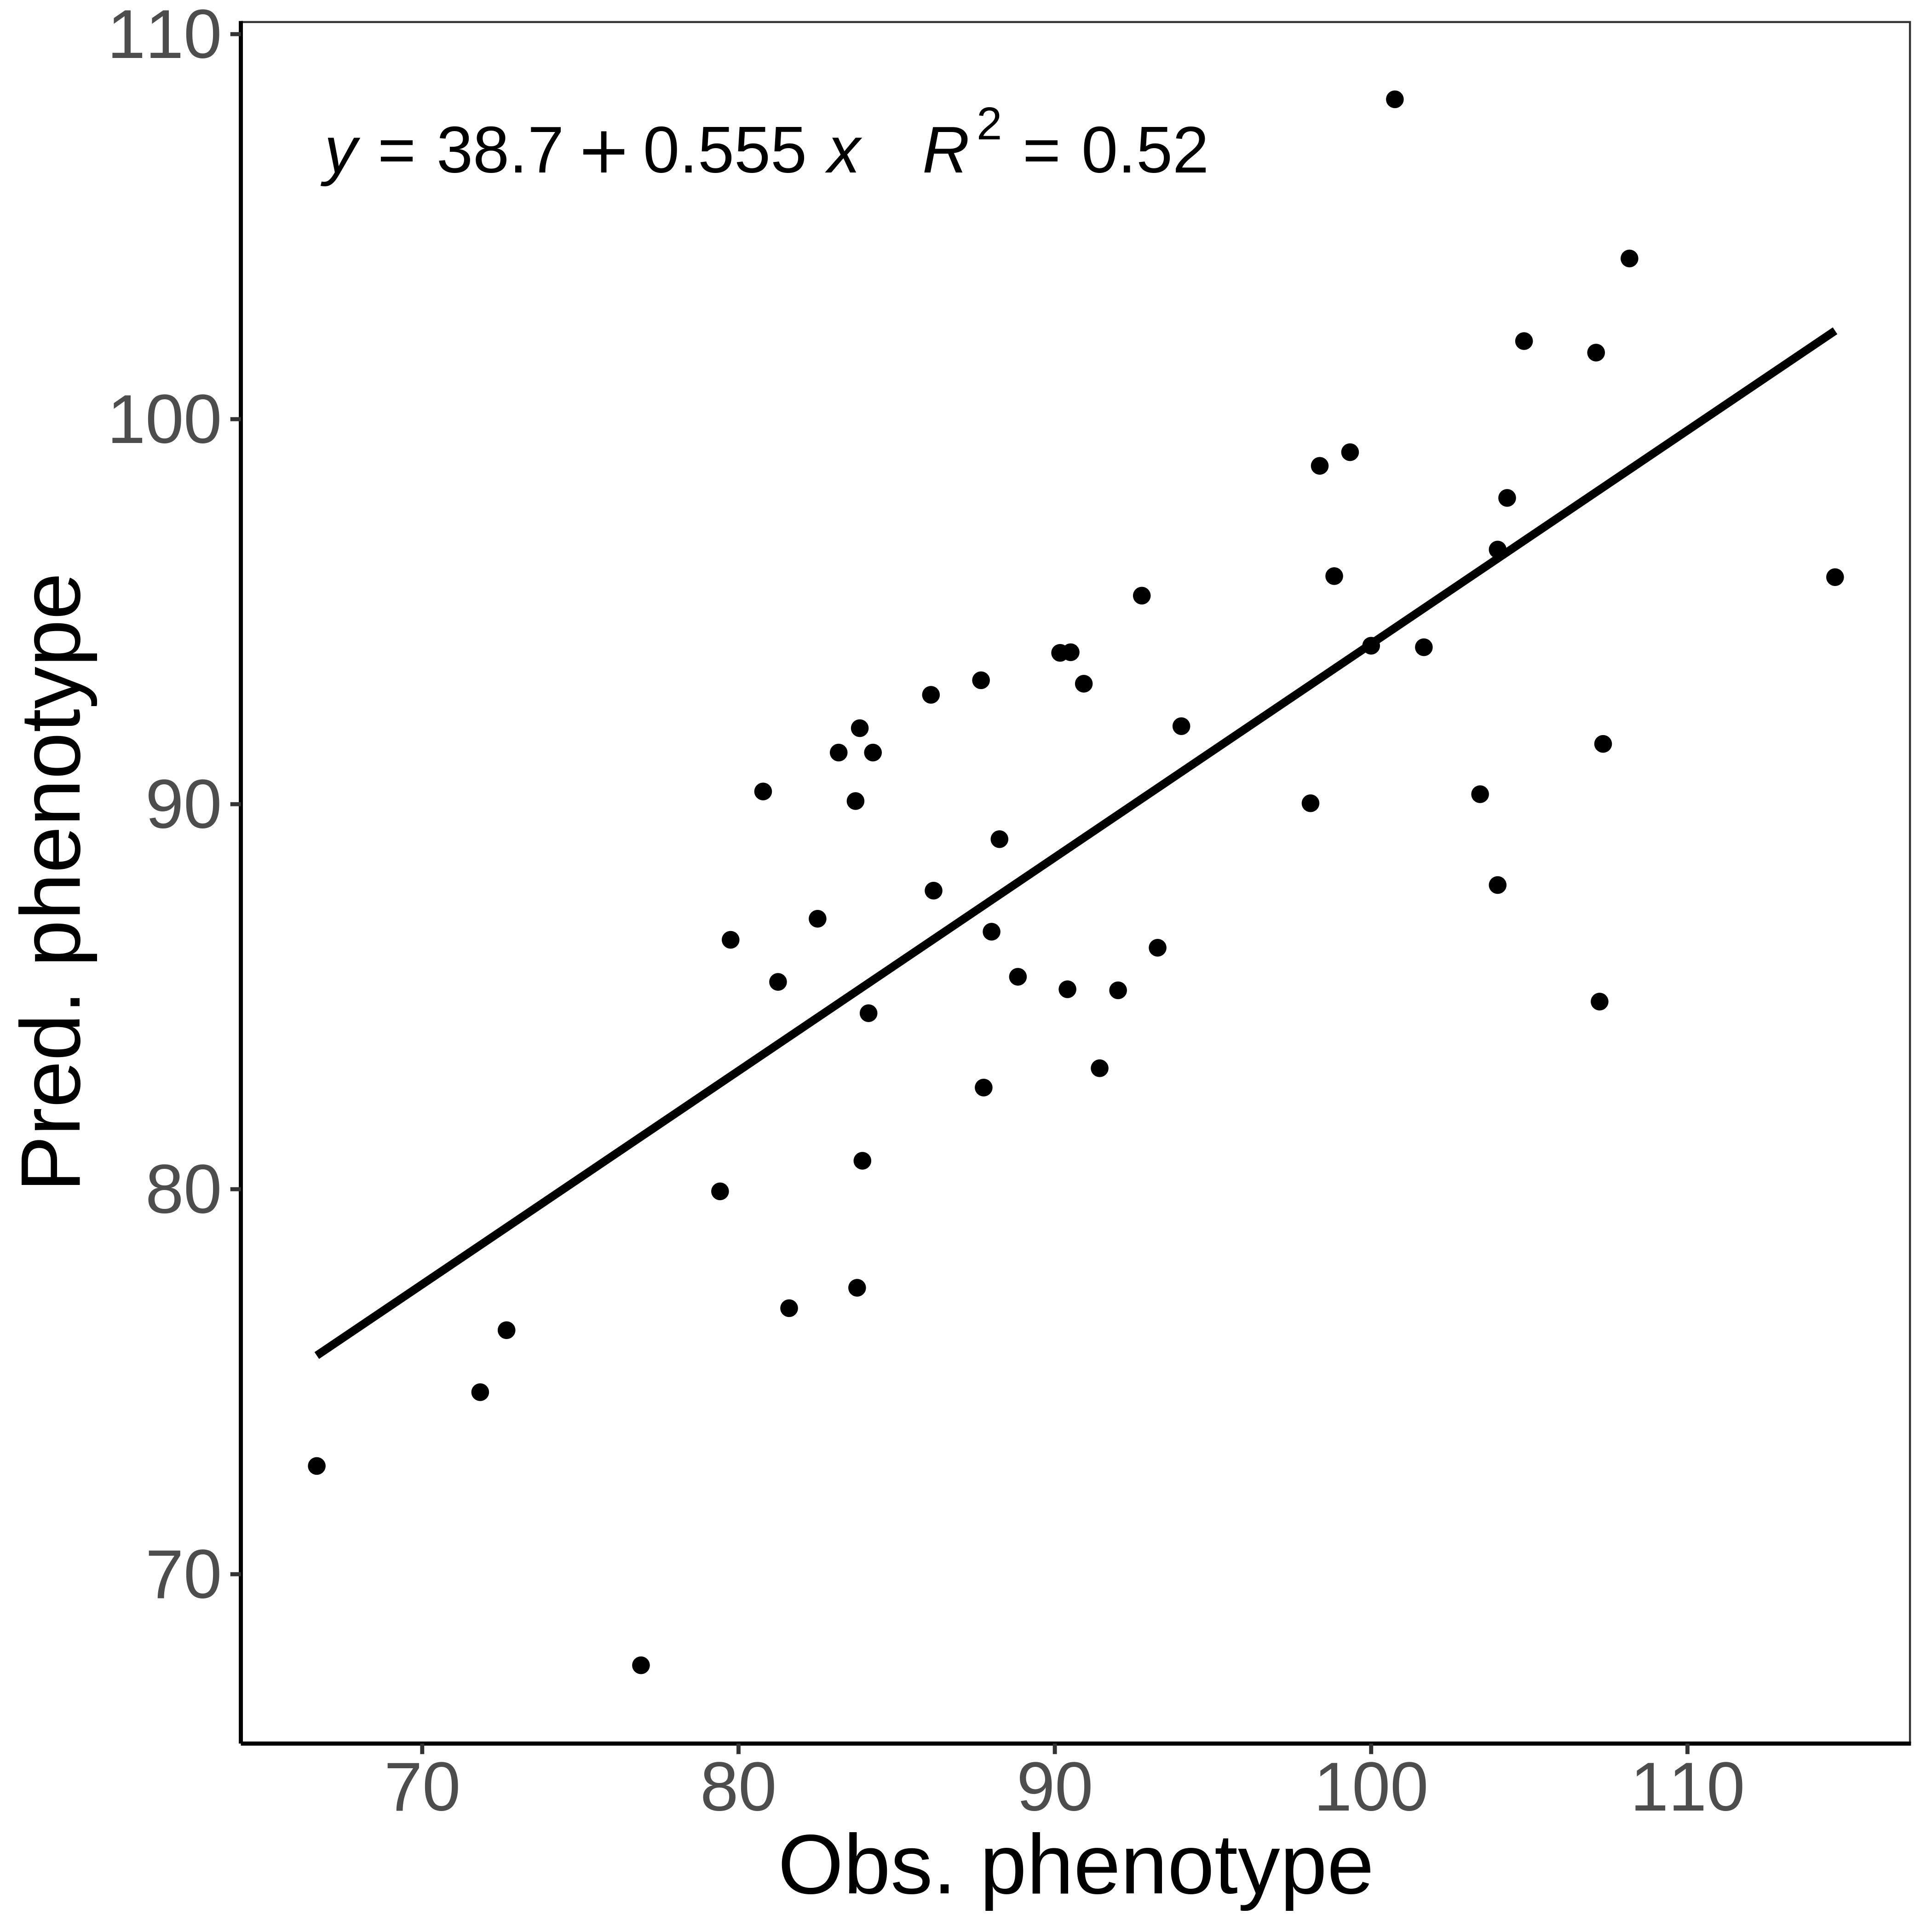 y = 38.7 + 0.555 x R² = 0.52
Pred. phenotype
110
100
90
80
70
70 80 90 100 110
Obs. phenotype